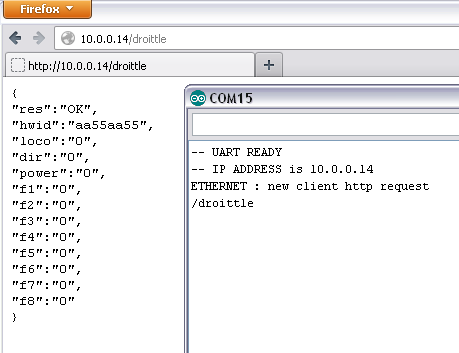 Firefox
10.0.0.14/droittle
http://10.0.0.14/droittle
{
"res":"OK",
"hwid":"aa55aa55",
"loco":"0",
"dir":"0",
"power":"0",
"f1":"0",
"f2":"0",
"f3":"0",
"f4":"0",
"f5":"0",
"f6":"0",
"f7":"0",
"f8":"0"
}
COM15
-- UART READY
-- IP ADDRESS is 10.0.0.14
ETHERNET : new client http request
/droittle